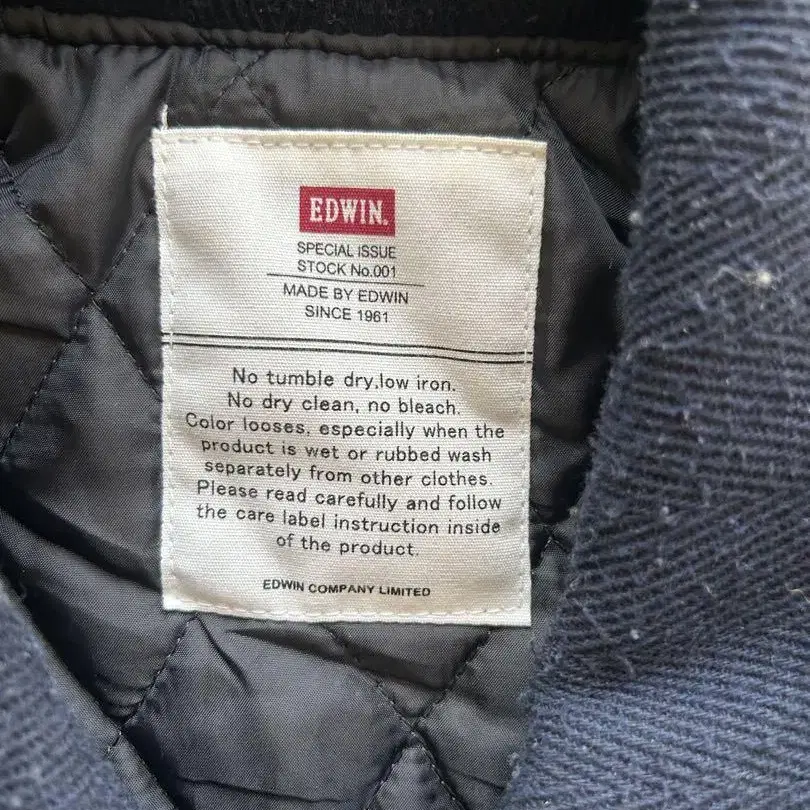 EDWIN.
SPECIAL ISSUE
STOCK No.001
MADE BY EDWIN
SINCE 1961
No tumble dry,low iron.
No dry clean, no bleach.
Color looses, especially when the
product is wet or rubbed wash
separately from other clothes.
Please read carefully and follow
the care label instruction inside
of the product.
EDWIN COMPANY LIMITED